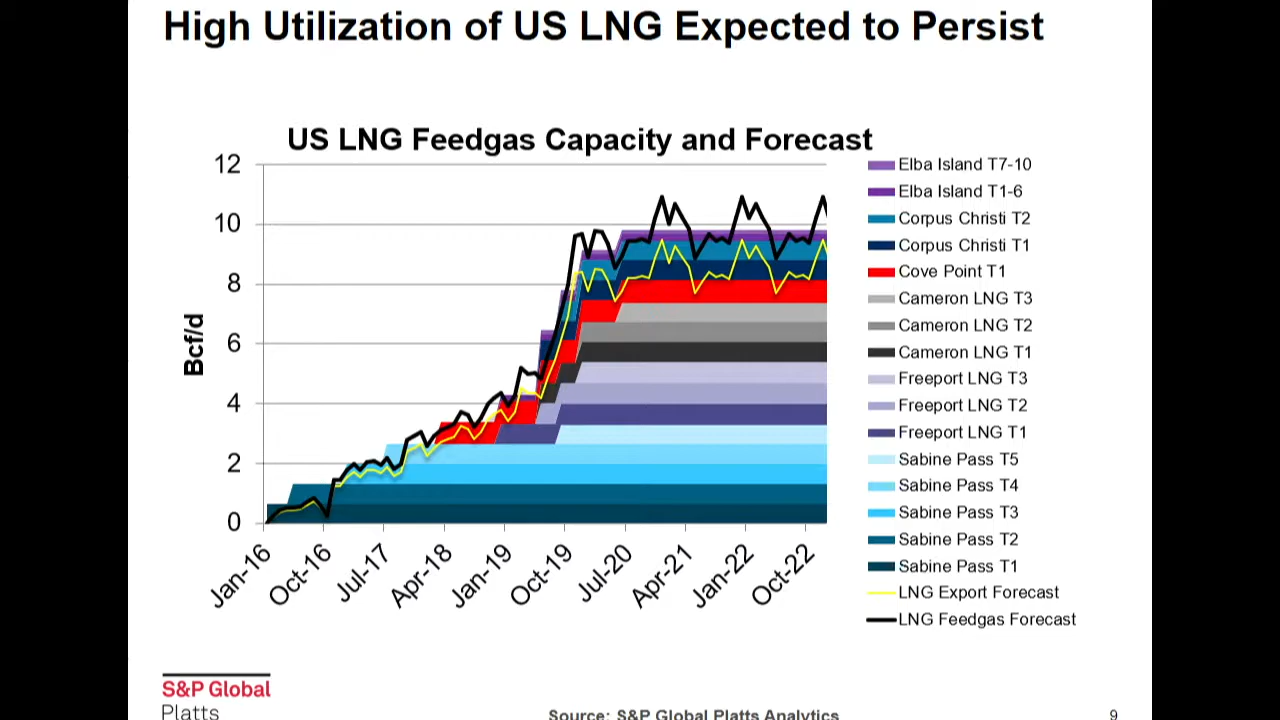 High Utilization of US LNG Expected to Persist
US LNG Feedgas Capacity and Forecast
Bcf/d
12
10
8
6
4
2
0
Jan-16
Oct-16
Jul-17
Apr-18
Jan-19
Oct-19
Jul-20
Apr-21
Jan-22
Oct-22
Elba Island T7-10
Elba Island T1-6
Corpus Christi T2
Corpus Christi T1
Cove Point T1
Cameron LNG T3
Cameron LNG T2
Cameron LNG T1
Freeport LNG T3
Freeport LNG T2
Freeport LNG T1
Sabine Pass T5
Sabine Pass T4
Sabine Pass T3
Sabine Pass T2
Sabine Pass T1
LNG Export Forecast
LNG Feedgas Forecast
S&P Global
Platts
Source: S&P Global Platts Analytics
9